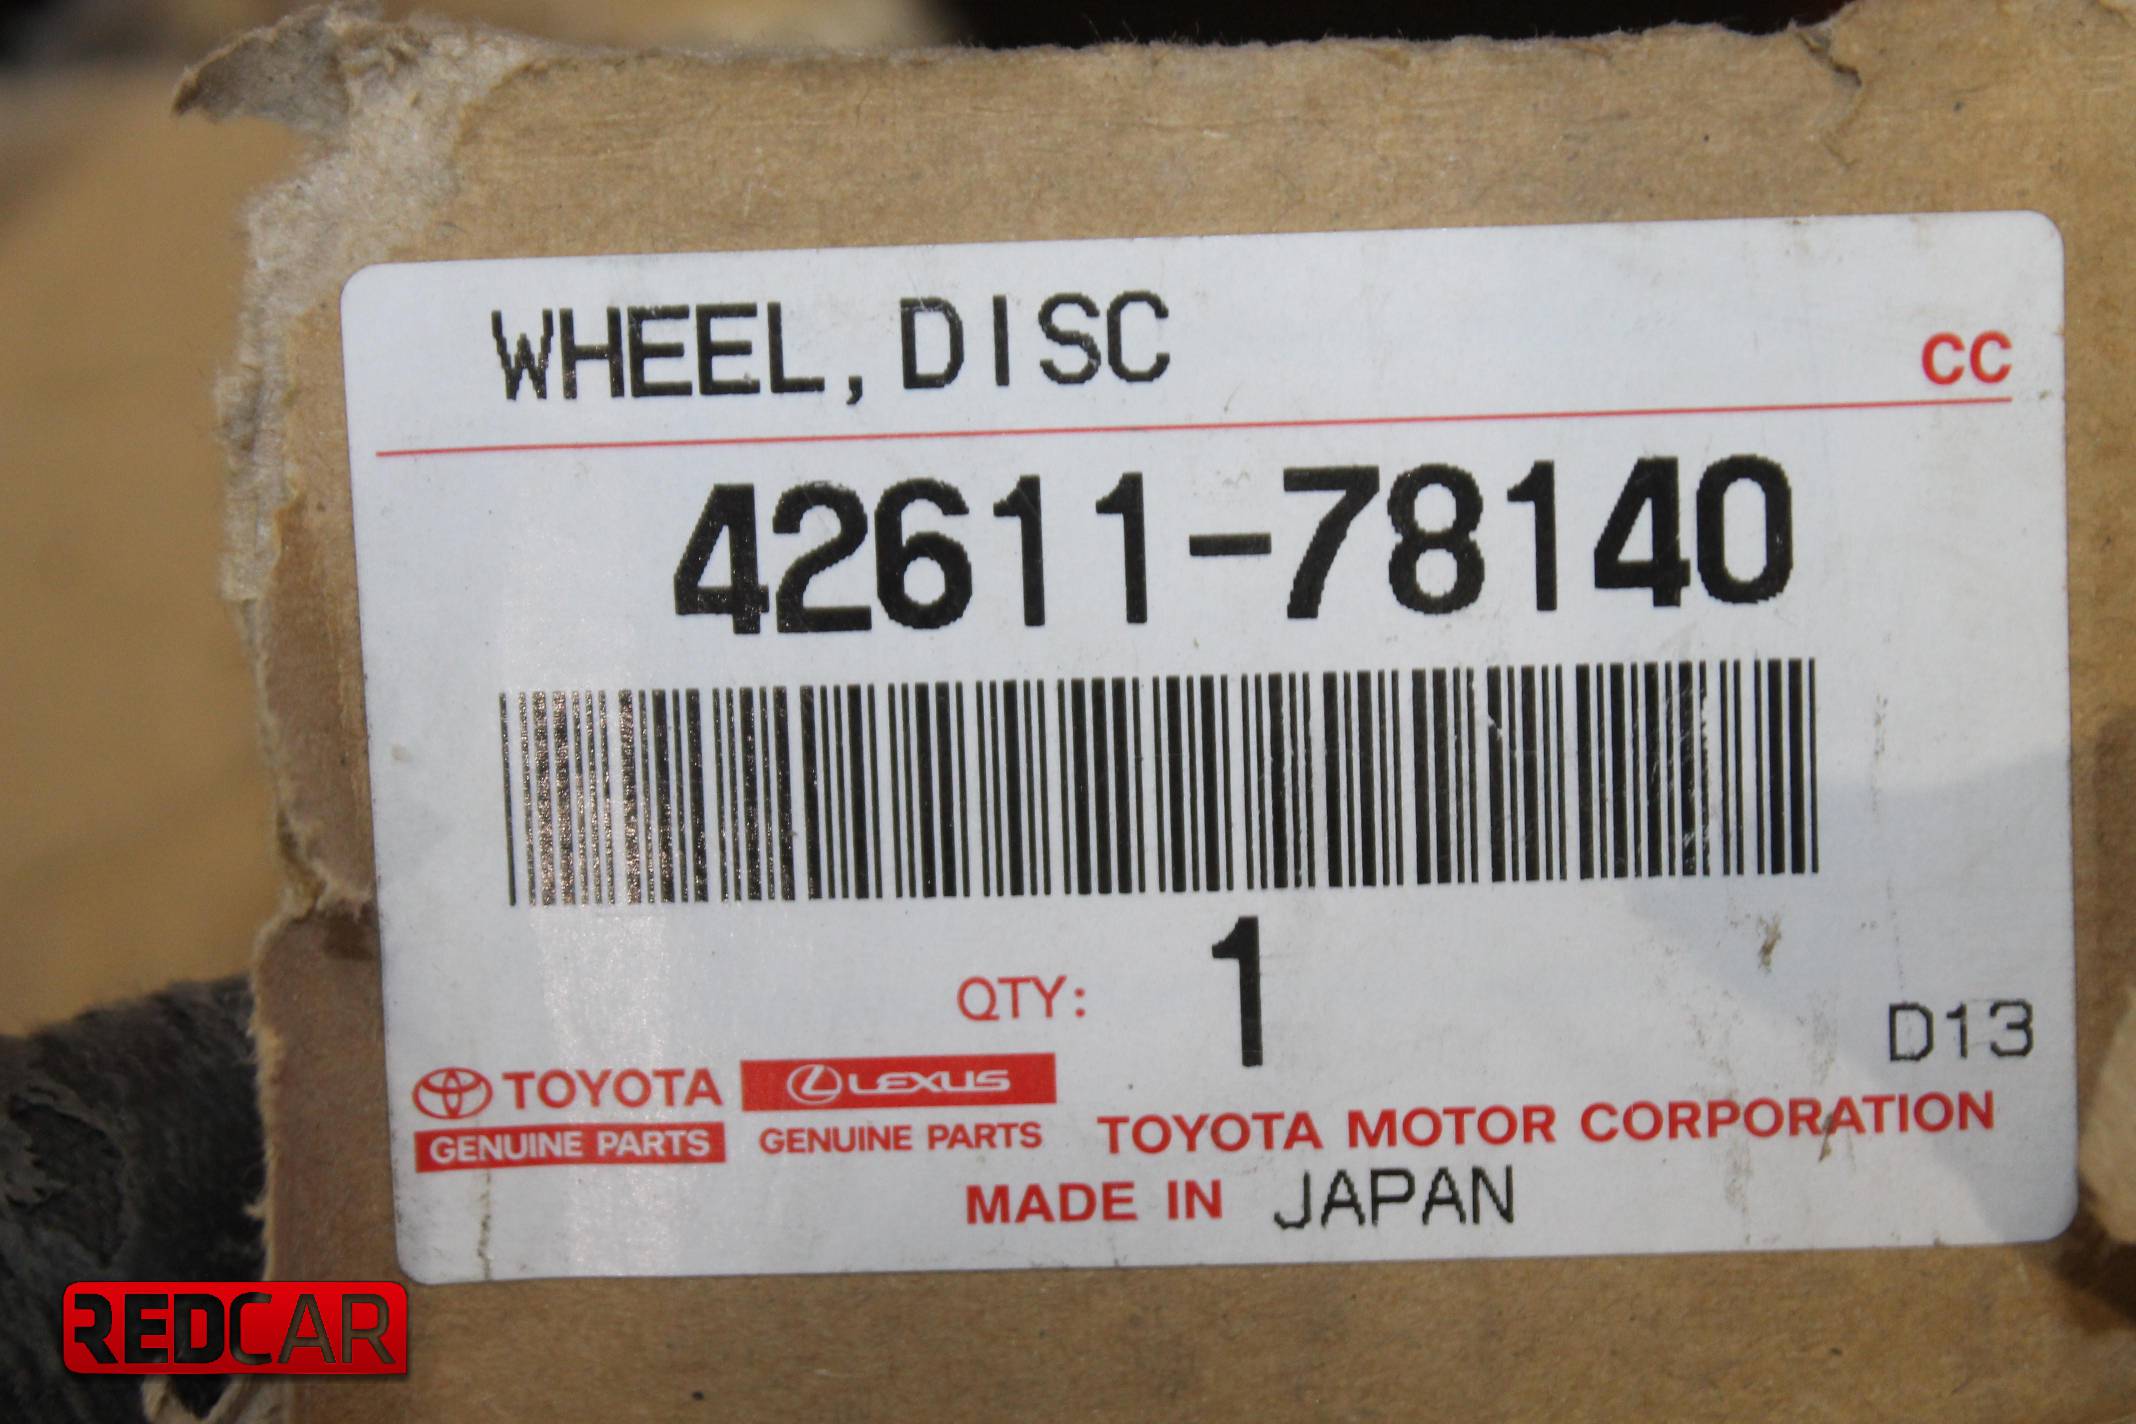 WHEEL, DISC
CC
42611-78140
QTY: 1
D13
TOYOTA
GENUINE PARTS
LEXUS
GENUINE PARTS
TOYOTA MOTOR CORPORATION
MADE IN JAPAN
REDCAR